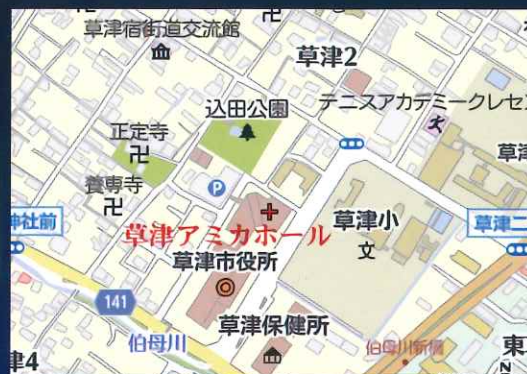 草津宿街道交流館
草津2
込田公園
テニスアカデミークレセ
正定寺
草津
養専寺
P
神社前
草津アミカホール
草津小
文
草津二
草津市役所
141
草津保健所
伯母川
伯母川新橋
東
草4
N